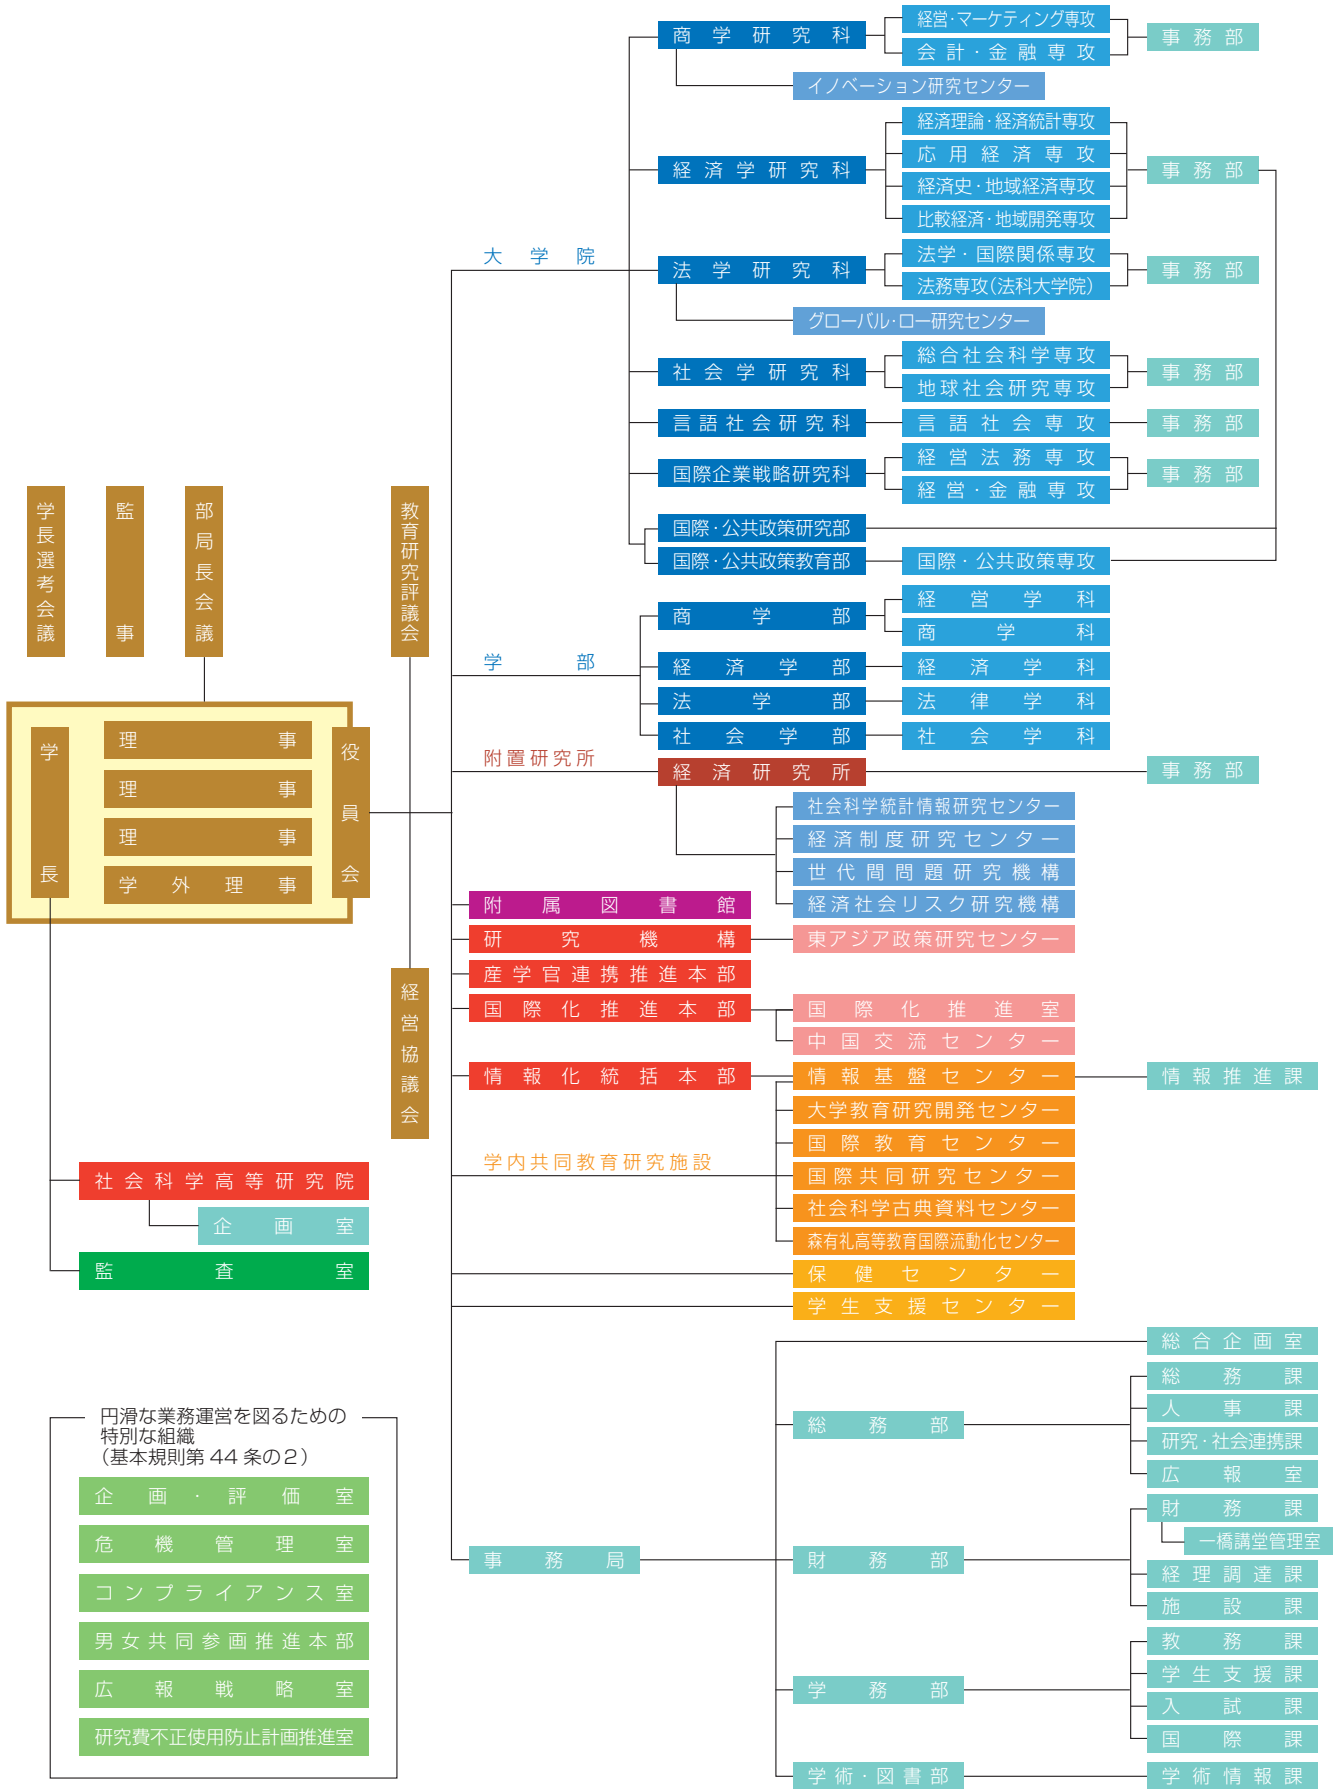 商学研究科
経営・マーケティング専攻
会計・金融専攻
事務部
イノベーション研究センター
経済学研究科
経済理論・経済統計専攻
応用経済専攻
経済史・地域経済専攻
比較経済・地域開発専攻
事務部
大学院
法学研究科
法学・国際関係専攻
法務専攻（法科大学院）
事務部
グローバル・ロー研究センター
社会学研究科
総合社会科学専攻
地球社会研究専攻
事務部
言語社会研究科
言語社会専攻
事務部
国際企業戦略研究科
経営法務専攻
経営・金融専攻
事務部
国際・公共政策研究部
国際・公共政策教育部
国際・公共政策専攻
学長選考会議
監事
部局長会議
教育研究評議会
学部
商学部
経営学科
商学科
経済学部
経済学科
法学部
法律学科
社会学部
社会学科
学長
理事
理事
理事
学外理事
役員会
附置研究所
経済研究所
事務部
社会科学統計情報研究センター
経済制度研究センター
世代間問題研究機構
経済社会リスク研究機構
附属図書館
研究機構
東アジア政策研究センター
産学官連携推進本部
国際化推進本部
国際化推進室
中国交流センター
経営協議会
情報化統括本部
情報基盤センター
情報推進課
大学教育研究開発センター
国際教育センター
学内共同教育研究施設
国際共同研究センター
社会科学古典資料センター
森有礼高等教育国際流動化センター
社会科学高等研究院
企画室
監査室
保健センター
学生支援センター
総合企画室
総務部
総務課
人事課
研究・社会連携課
広報室
事務局
財務部
財務課
一橋講堂管理室
経理調達課
施設課
学務部
教務課
学生支援課
入試課
国際課
学術・図書部
学術情報課
円滑な業務運営を図るための
特別な組織
（基本規則第 44 条の２）
企画・評価室
危機管理室
コンプライアンス室
男女共同参画推進本部
広報戦略室
研究費不正使用防止計画推進室